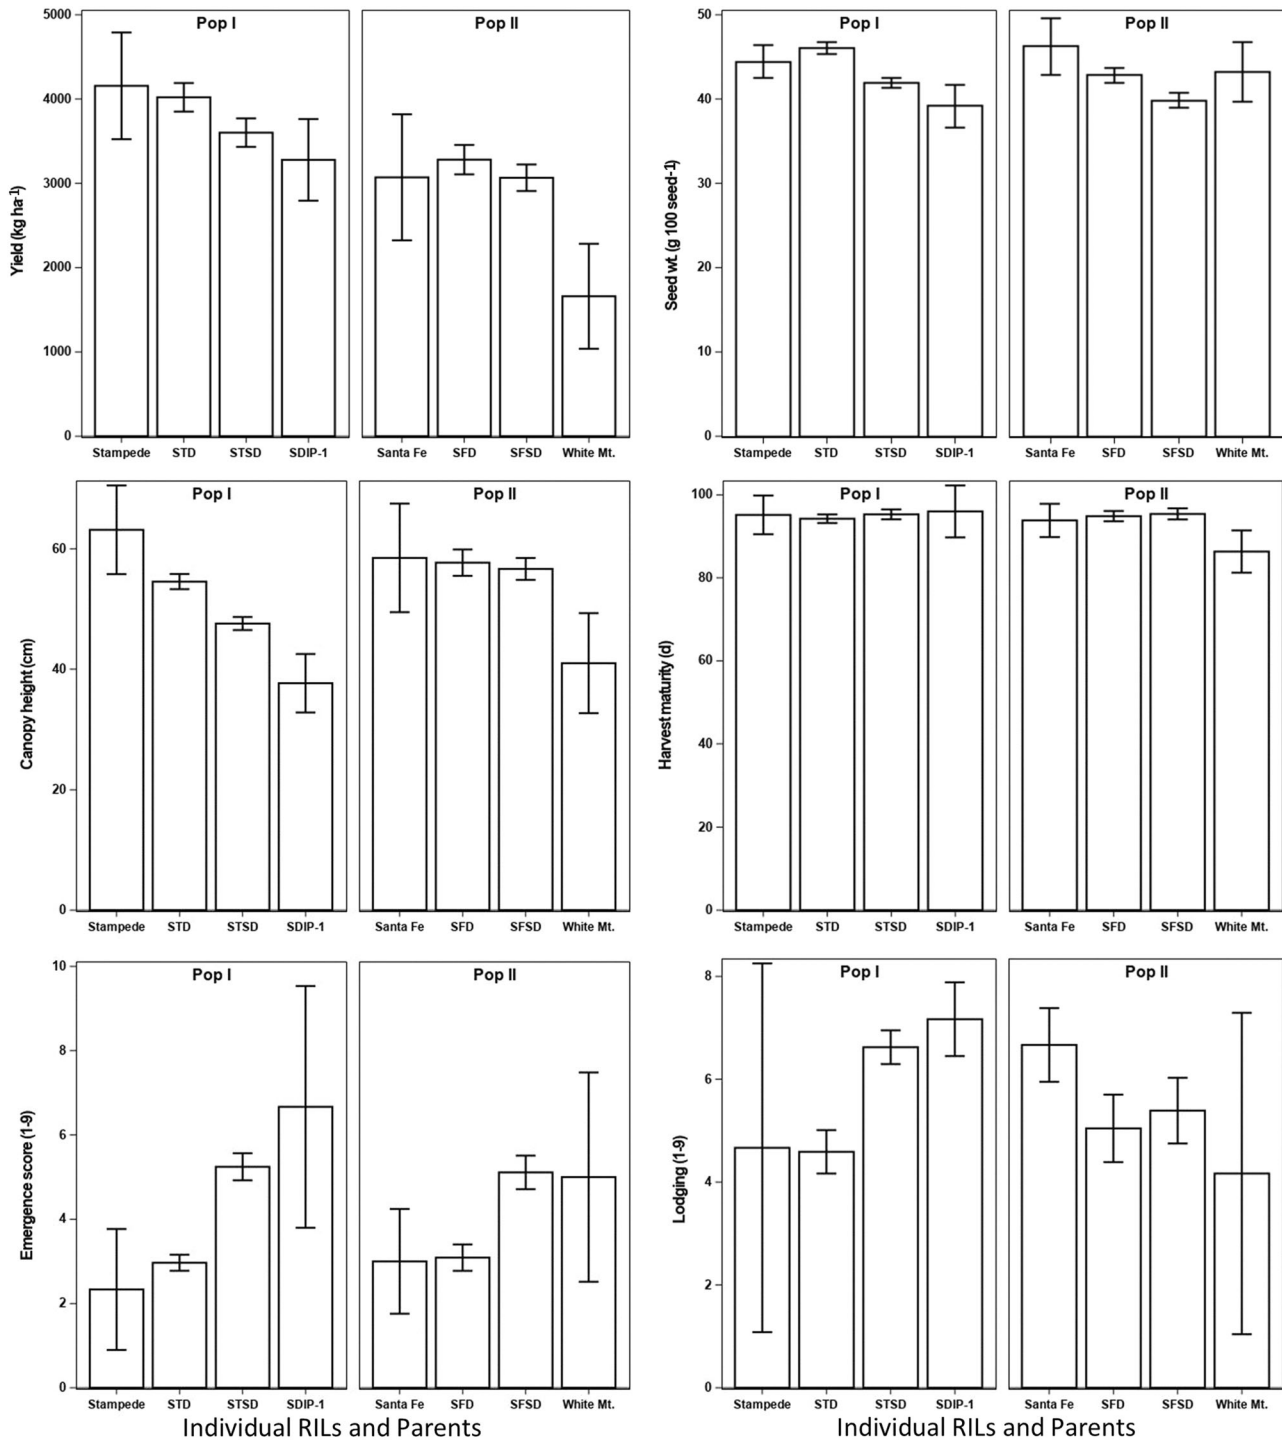 Pop I
Pop II
Yield (kg ha-1)
5000
4000
3000
2000
1000
0
Stampede STD STSD SDIP-1 Santa Fe SFD SFSD White Mt.
Pop I
Pop II
Seed wt. (g 100 seed-1)
50
40
30
20
10
0
Stampede STD STSD SDIP-1 Santa Fe SFD SFSD White Mt.
Pop I
Pop II
Canopy height (cm)
60
40
20
0
Stampede STD STSD SDIP-1 Santa Fe SFD SFSD White Mt.
Pop I
Pop II
Harvest maturity (d)
100
80
60
40
20
0
Stampede STD STSD SDIP-1 Santa Fe SFD SFSD White Mt.
Pop I
Pop II
Emergence score (1-9)
10
8
6
4
2
0
Stampede STD STSD SDIP-1 Santa Fe SFD SFSD White Mt.
Individual RILs and Parents
Pop I
Pop II
Lodging (1-9)
8
6
4
2
0
Stampede STD STSD SDIP-1 Santa Fe SFD SFSD White Mt.
Individual RILs and Parents